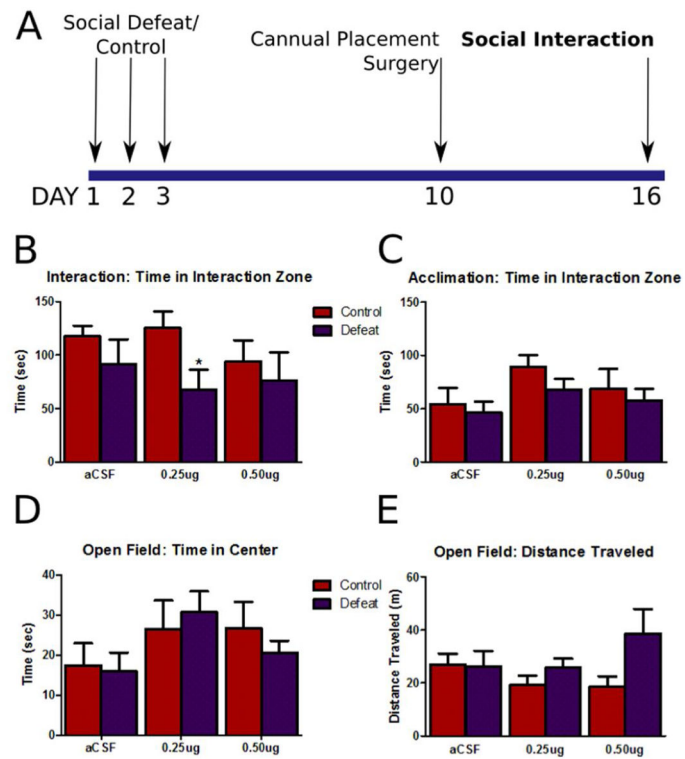 A
Social Defeat/
Control
Cannual Placement
Surgery
Social Interaction
DAY 1 2 3 10 16
B
Interaction: Time in Interaction Zone
Time (sec)
150
100
50
0
*
aCSF 0.25ug 0.50ug
Control
Defeat
C
Acclimation: Time in Interaction Zone
Time (sec)
150
100
50
0
aCSF 0.25ug 0.50ug
D
Open Field: Time in Center
Time (sec)
40
30
20
10
0
aCSF 0.25ug 0.50ug
Control
Defeat
E
Open Field: Distance Traveled
Distance Traveled (m)
60
40
20
0
aCSF 0.25ug 0.50ug